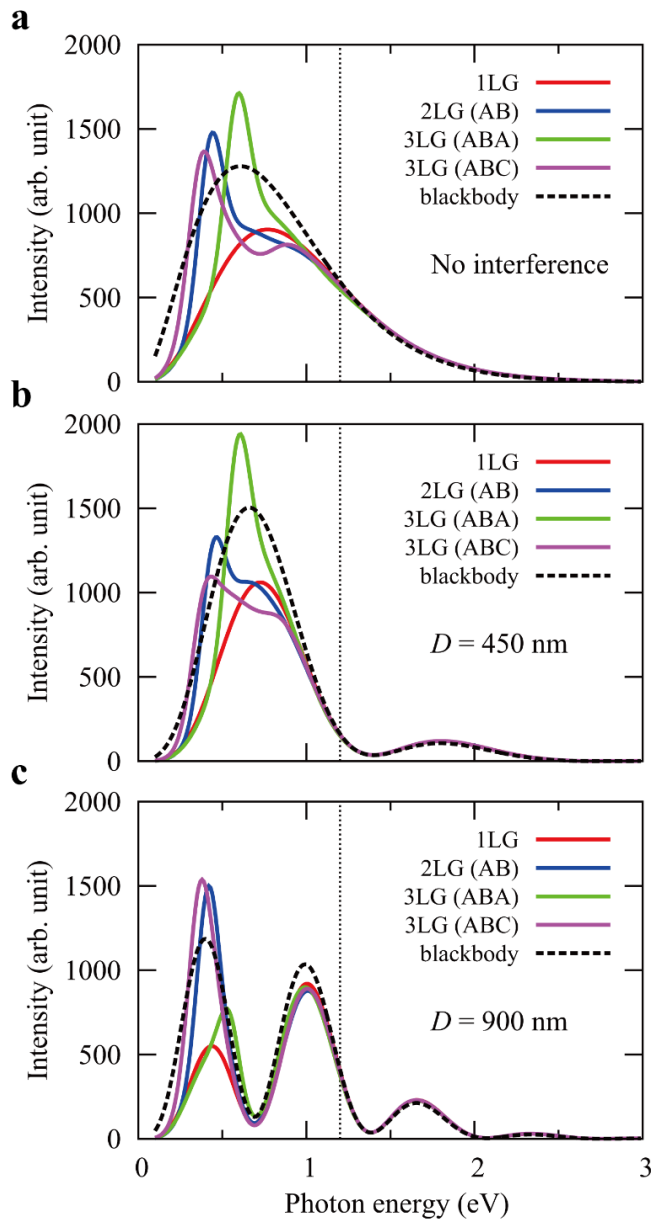 a
2000
1500
1000
500
0
Intensity (arb. unit)
1LG
2LG (AB)
3LG (ABA)
3LG (ABC)
blackbody
No interference
b
2000
1500
1000
500
0
Intensity (arb. unit)
1LG
2LG (AB)
3LG (ABA)
3LG (ABC)
blackbody
D = 450 nm
c
2000
1500
1000
500
0
Intensity (arb. unit)
1LG
2LG (AB)
3LG (ABA)
3LG (ABC)
blackbody
D = 900 nm
0 1 2 3
Photon energy (eV)